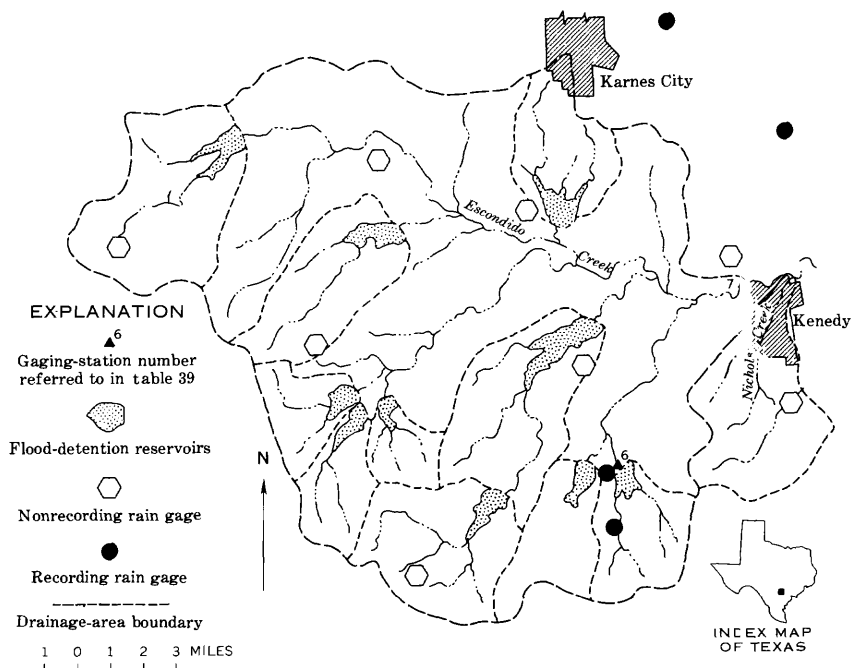 Karnes City
Escondido
Creek
7
Kenedy
Nichols Creek
EXPLANATION
6
Gaging-station number
referred to in table 39
Flood-detention reservoirs
N
6
Nonrecording rain gage
Recording rain gage
Drainage-area boundary
1 0 1 2 3 MILES
INDEX MAP
OF TEXAS